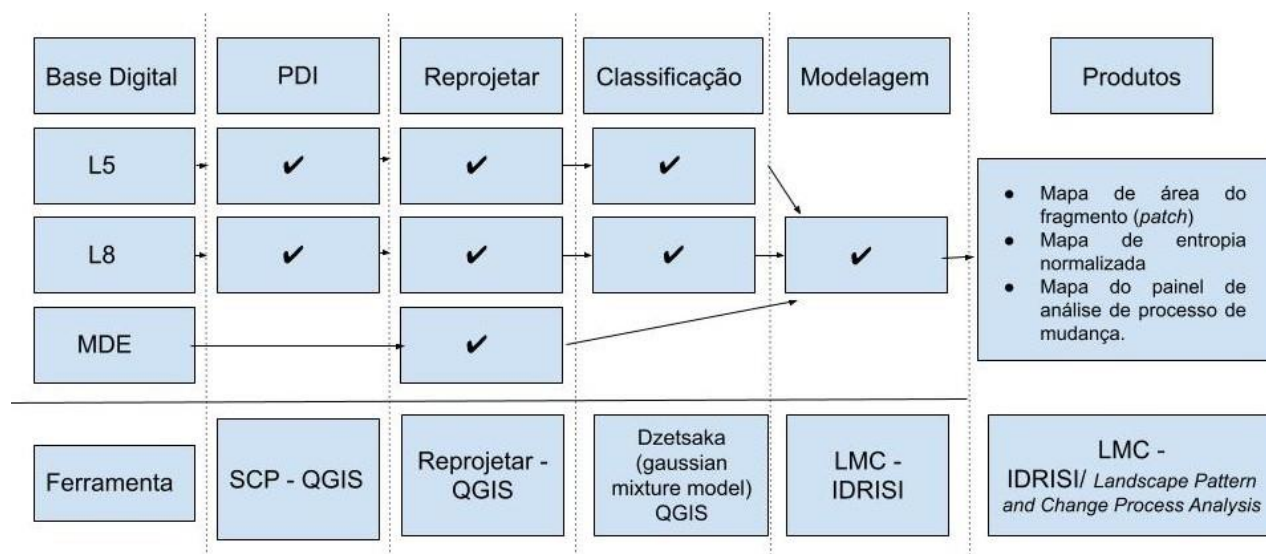 Base Digital
PDI
Reprojetar
Classificação
Modelagem
Produtos
L5
✔
✔
✔
L8
✔
✔
✔
✔
MDE
✔
● Mapa de área do
fragmento (patch)
● Mapa de entropia
normalizada
● Mapa do painel de
análise de processo de
mudança.
Ferramenta
SCP - QGIS
Reprojetar -
QGIS
Dzetsaka
(gaussian
mixture model)
QGIS
LMC -
IDRISI
LMC -
IDRISI/ Landscape Pattern
and Change Process Analysis